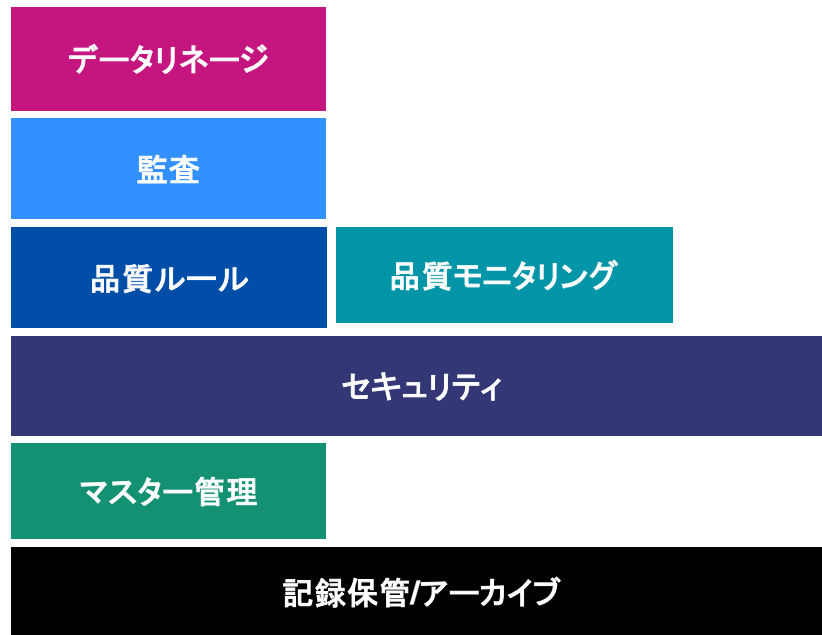 データリネージ
監査
品質ルール
品質モニタリング
セキュリティ
マスター管理
記録保管/アーカイブ